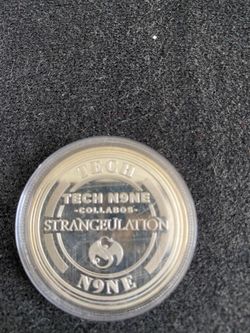 TECH
TECH N9NE
-COLLABOS-
STRANGEULATION
N9NE